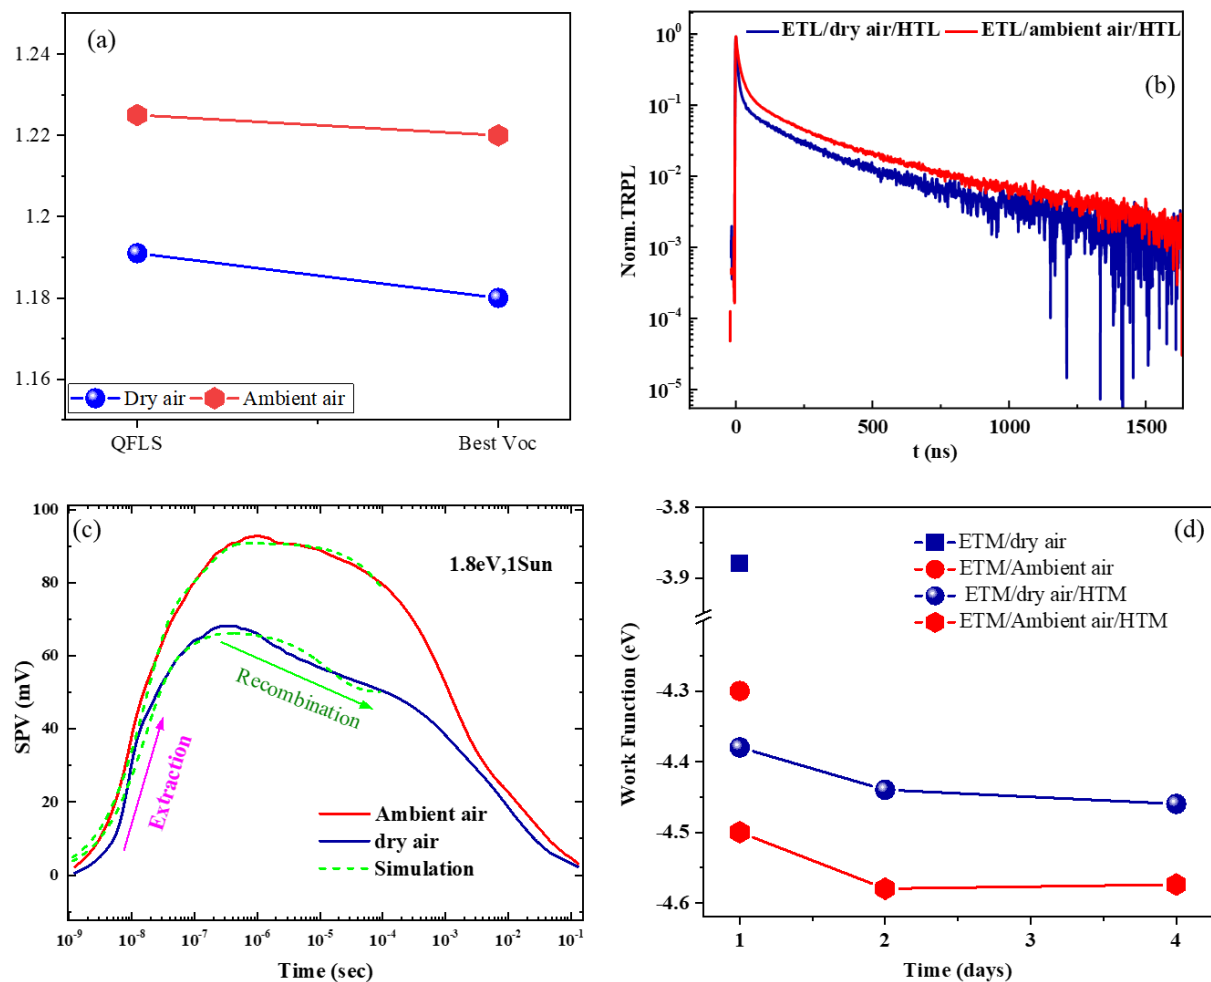 (a)
1.24
1.22
1.2
1.18
1.16
Dry air
Ambient air
QFLS
Best Voc
(b)
ETL/dry air/HTL
ETL/ambient air/HTL
Norm.TRPL
10⁰
10⁻¹
10⁻²
10⁻³
10⁻⁴
10⁻⁵
0
500
1000
1500
t (ns)
(c)
1.8eV,1Sun
SPV (mV)
100
80
60
40
20
0
Recombination
Extraction
Ambient air
dry air
Simulation
10⁻⁹
10⁻⁸
10⁻⁷
10⁻⁶
10⁻⁵
10⁻⁴
10⁻³
10⁻²
10⁻¹
Time (sec)
(d)
ETM/dry air
ETM/Ambient air
ETM/dry air/HTM
ETM/Ambient air/HTM
Work Function (eV)
-3.8
-3.9
-4.3
-4.4
-4.5
-4.6
1
2
3
4
Time (days)